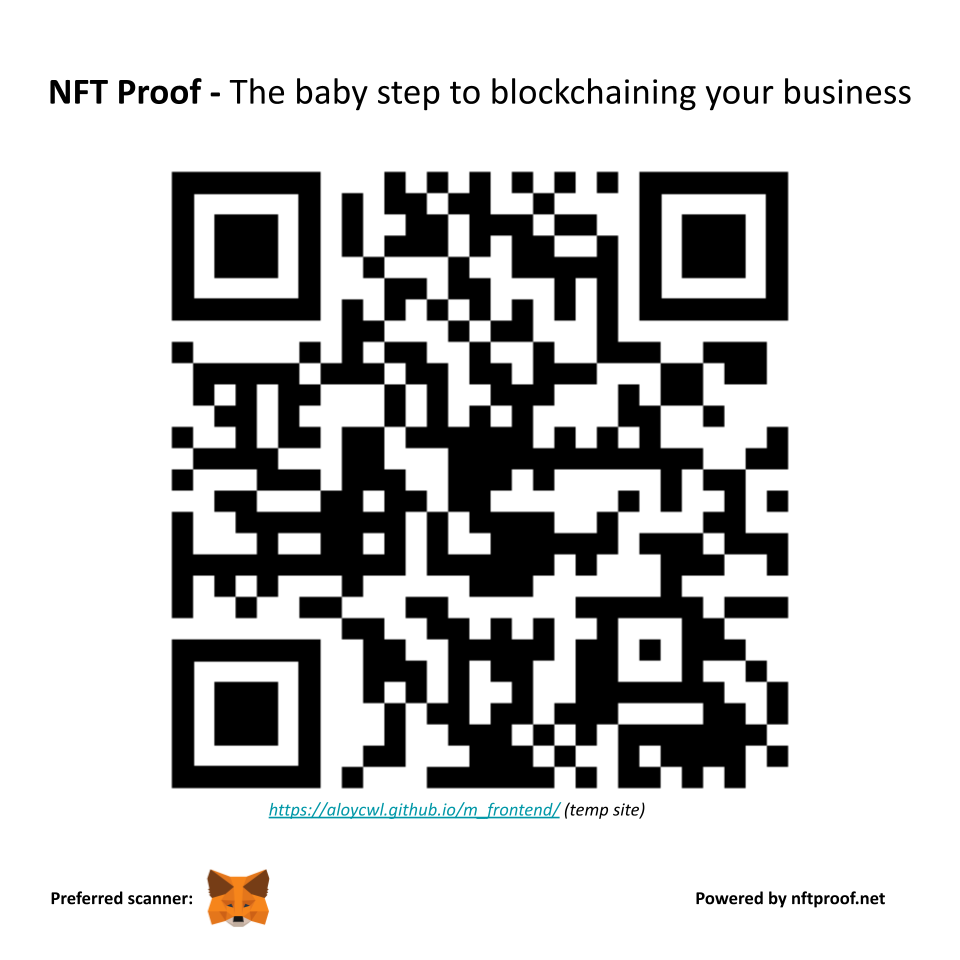 NFT Proof - The baby step to blockchaining your business
https://aloycwl.github.io/m_frontend/ (temp site)
Preferred scanner:
Powered by nftproof.net